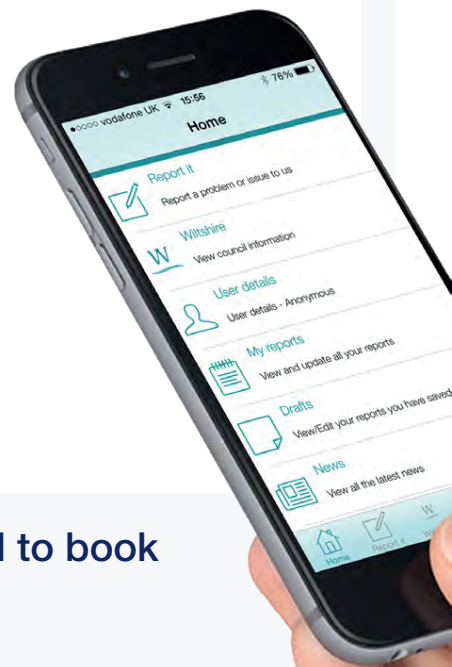 vodafone UK 15:56 76%
Home
Report it
Report a problem or issue to us
Wiltshire
View council information
User details
User details - Anonymous
My reports
View and update all your reports
Drafts
View/Edit your reports you have saved
News
View all the latest news
Home Report it W
to book